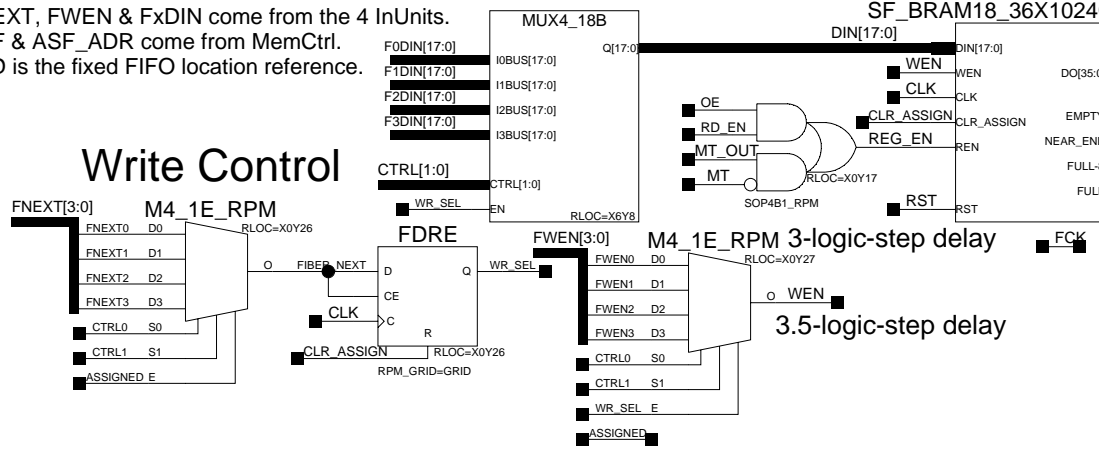 EXT, FWEN & FxDIN come from the 4 InUnits.
F & ASF_ADR come from MemCtrl.
D is the fixed FIFO location reference.
MUX4_18B
F0DIN[17:0]
F1DIN[17:0]
F2DIN[17:0]
F3DIN[17:0]
I0BUS[17:0]
I1BUS[17:0]
I2BUS[17:0]
I3BUS[17:0]
Q[17:0]
CTRL[1:0]
CTRL[1:0]
WR_SEL
EN
RLOC=X6Y8
SF_BRAM18_36X1024
DIN[17:0]
DIN[17:0]
WEN
WEN
DO[35:0
CLK
CLK
CLR_ASSIGN
CLR_ASSIGN
EMPTY
REG_EN
REN
NEAR_EN
FULL-
FUL
RST
RST
OE
RD_EN
MT_OUT
MT
RLOC=X0Y17
SOP4B1_RPM
FCK
Write Control
FNEXT[3:0]
M4_1E_RPM
RLOC=X0Y26
FNEXT0 D0
FNEXT1 D1
FNEXT2 D2
FNEXT3 D3
CTRL0 S0
CTRL1 S1
ASSIGNED E
O
FIBER_NEXT
FDRE
D
Q
WR_SEL
CE
CLK
C
R
CLR_ASSIGN
RLOC=X0Y26
RPM_GRID=GRID
FWEN[3:0]
M4_1E_RPM
3-logic-step delay
RLOC=X0Y27
FWEN0 D0
FWEN1 D1
FWEN2 D2
FWEN3 D3
CTRL0 S0
CTRL1 S1
WR_SEL E
ASSIGNED
O WEN
3.5-logic-step delay